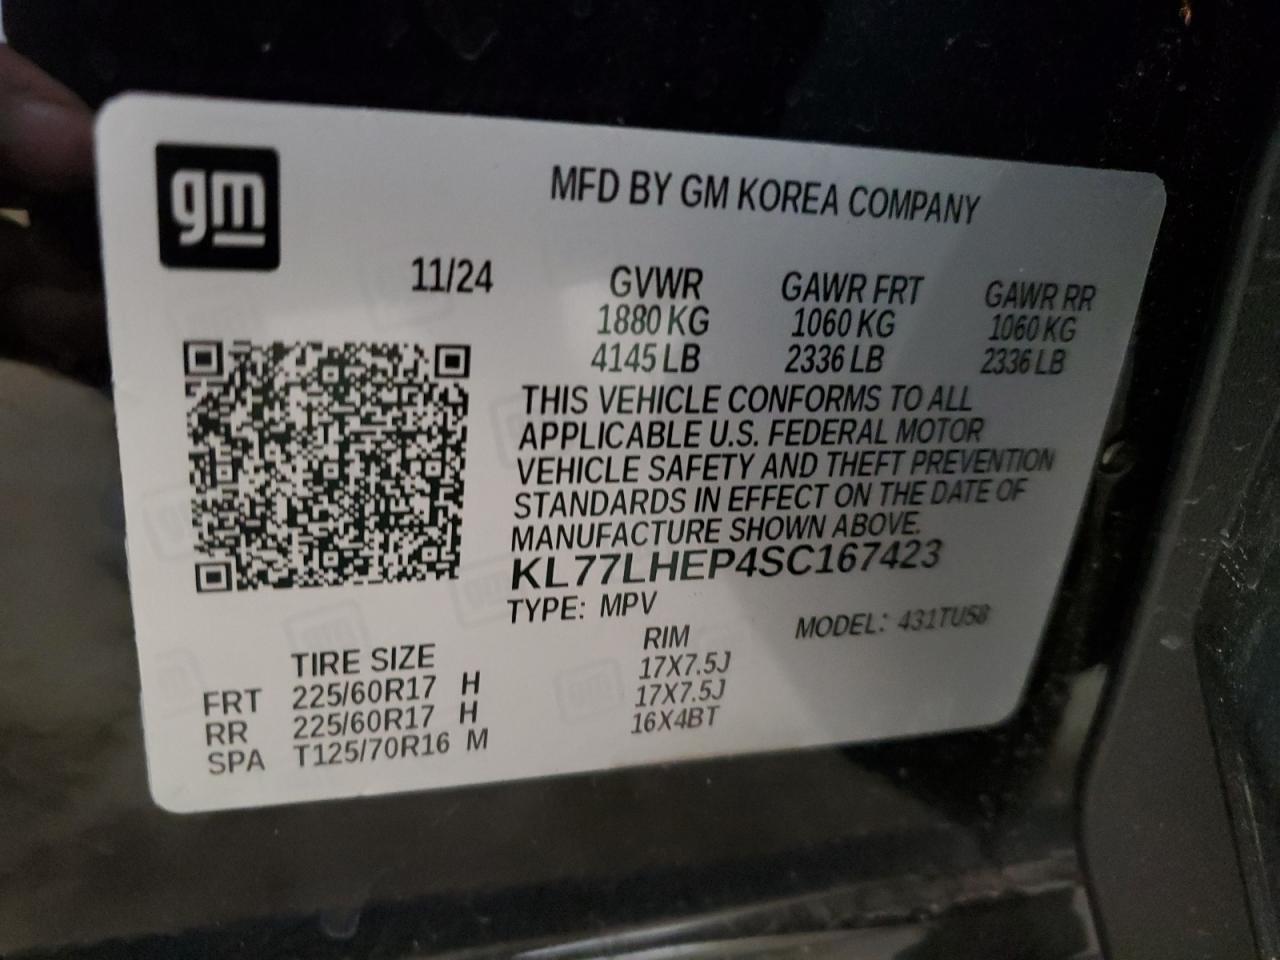 gm
MFD BY GM KOREA COMPANY
11/24 GVWR GAWR FRT GAWR RR
1880 KG 1060 KG 1060 KG
4145 LB 2336 LB 2336 LB
THIS VEHICLE CONFORMS TO ALL
APPLICABLE U.S. FEDERAL MOTOR
VEHICLE SAFETY AND THEFT PREVENTION
STANDARDS IN EFFECT ON THE DATE OF
MANUFACTURE SHOWN ABOVE.
KL77LHEP4SC167423
TYPE: MPV MODEL: 431TU58
TIRE SIZE RIM
FRT 225/60R17 H 17X7.5J
RR 225/60R17 H 17X7.5J
SPA T125/70R16 M 16X4BT